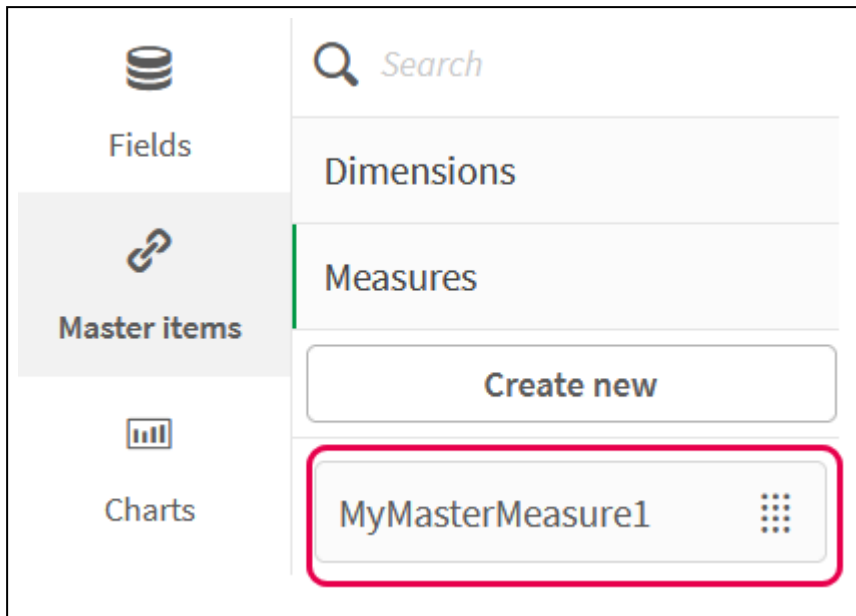 Fields
Master items
Charts
Search
Dimensions
Measures
Create new
MyMasterMeasure1